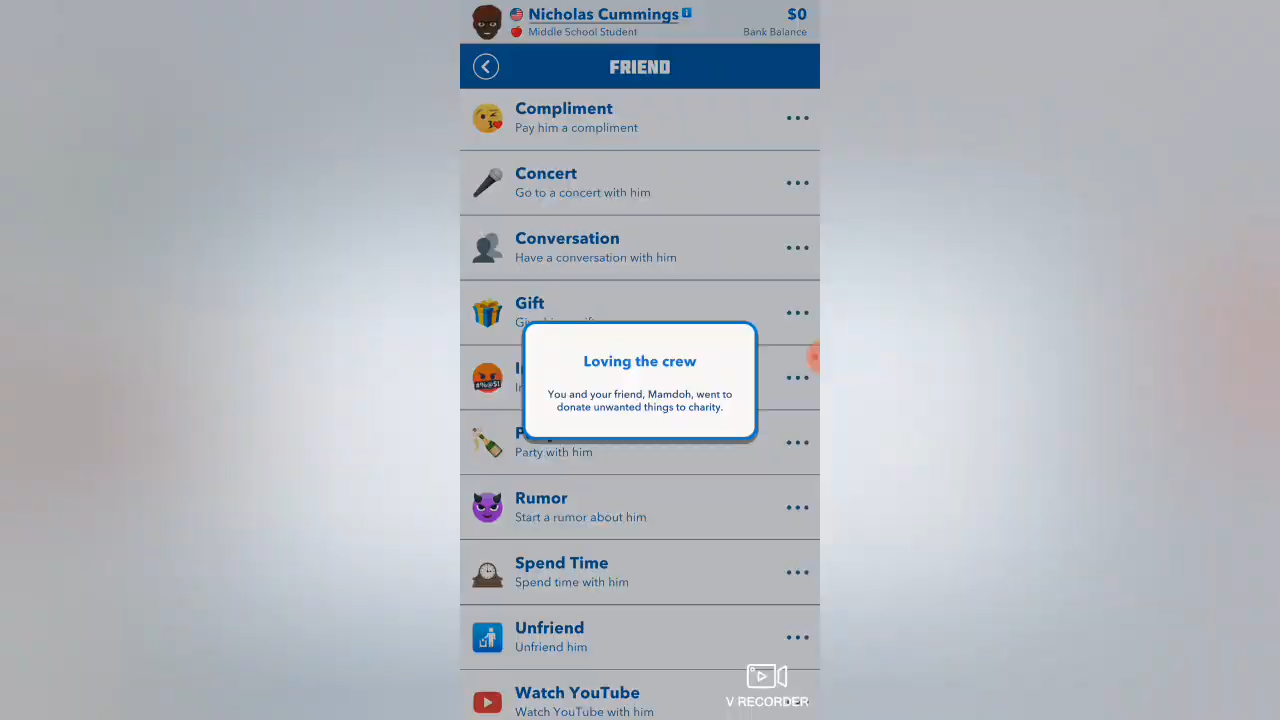 Nicholas Cummings
$0
Middle School Student
Bank Balance
FRIEND
Compliment
Pay him a compliment
Concert
Go to a concert with him
Conversation
Have a conversation with him
Gift
Loving the crew
You and your friend, Mamdoh, went to
donate unwanted things to charity.
Party with him
Rumor
Start a rumor about him
Spend Time
Spend time with him
Unfriend
Unfriend him
Watch YouTube
Watch YouTube with him
V RECORDER